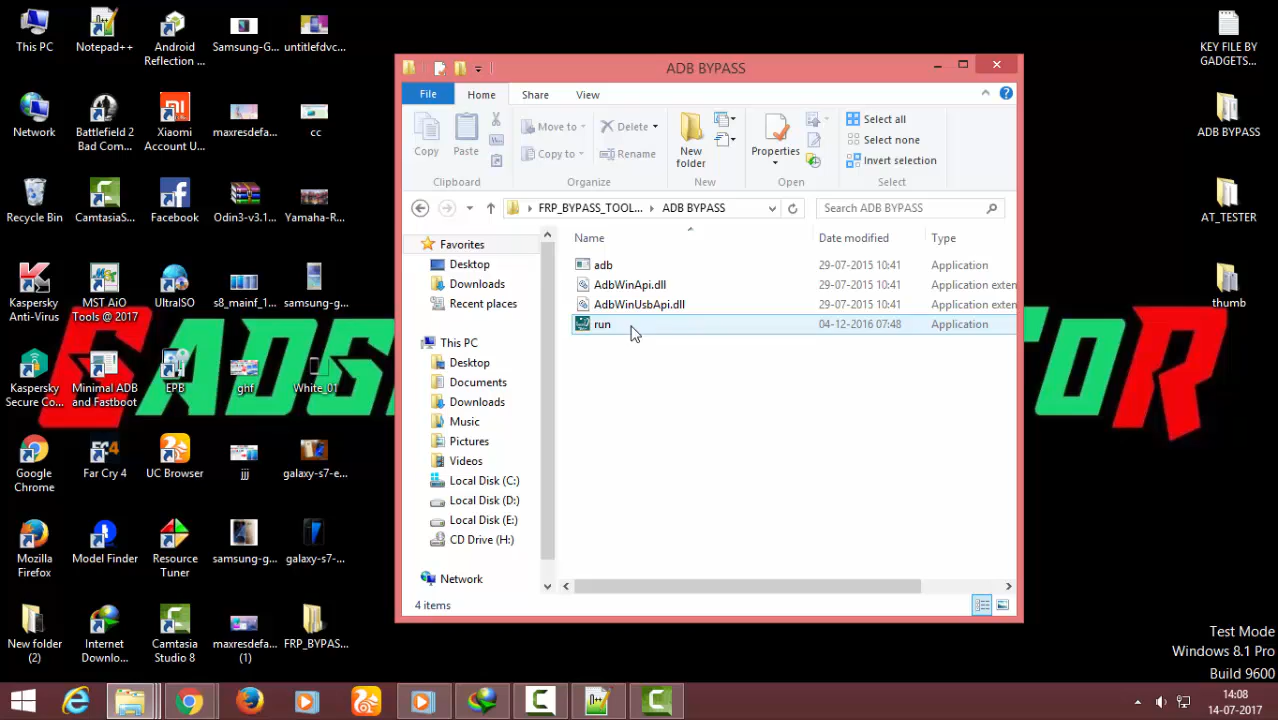 This PC
Notepad++
Android
Reflection ...
Samsung-G...
untitlefdvc...
Network
Battlefield 2
Bad Com...
Xiaomi
Account U...
maxresdefa...
cc
Recycle Bin
CamtasiaS...
Facebook
Odin3-v3.1...
Yamaha-R...
Kaspersky
Anti-Virus
MST AiO
Tools @ 2017
UltraISO
s8_mainf_1...
samsung-g...
Kaspersky
Secure Co...
Minimal ADB
and Fastboot
EPB
ghf
White_01
Google
Chrome
Far Cry 4
UC Browser
jjj
galaxy-s7-e...
Mozilla
Firefox
Model Finder
Resource
Tuner
samsung-g...
galaxy-s7-...
New folder
(2)
Internet
Downlo...
Camtasia
Studio 8
maxresdefa...
(1)
FRP_BYPAS...
ADB BYPASS
File
Home
Share
View
Copy
Paste
Move to
Copy to
Delete
Rename
New
folder
Properties
Select all
Select none
Invert selection
Clipboard
Organize
New
Open
Select
FRP_BYPASS_TOOL...
ADB BYPASS
Search ADB BYPASS
Name
Date modified
Type
adb
29-07-2015 10:41
Application
AdbWinApi.dll
29-07-2015 10:41
Application exten
AdbWinUsbApi.dll
29-07-2015 10:41
Application exten
run
04-12-2016 07:48
Application
Favorites
Desktop
Downloads
Recent places
This PC
Desktop
Documents
Downloads
Music
Pictures
Videos
Local Disk (C:)
Local Disk (D:)
Local Disk (E:)
CD Drive (H:)
Network
4 items
KEY FILE BY
GADGETS...
ADB BYPASS
AT_TESTER
thumb
Test Mode
Windows 8.1 Pro
Build 9600
14:08
14-07-2017